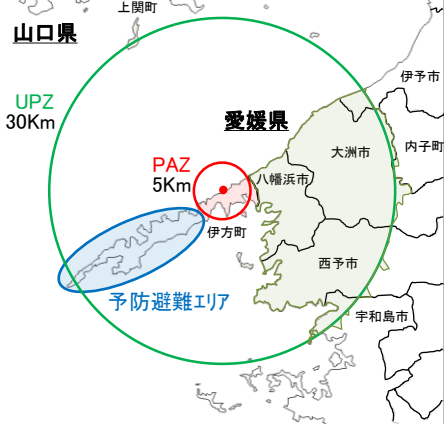 上関町
山口県
伊予市
UPZ
30Km
愛媛県
大洲市
内子町
PAZ
5Km
八幡浜市
伊方町
西予市
予防避難エリア
宇和島市